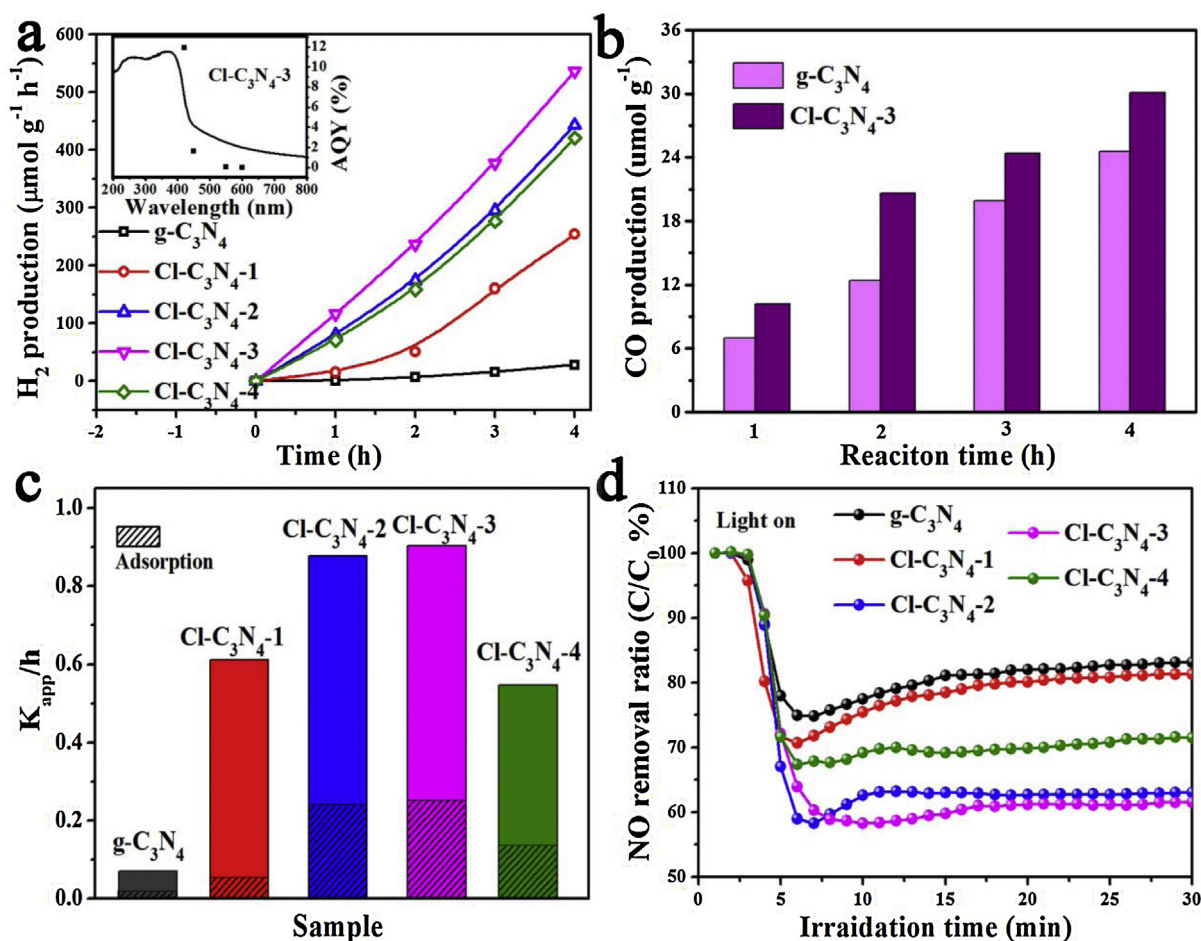 a
H₂ production (μmol g⁻¹ h⁻¹)
600
550
500
450
400
350
300
250
200
150
100
50
0
-2
-1
0
1
2
3
4
Time (h)
Cl-C₃N₄-3
200 300 400 500 600 700 800
Wavelength (nm)
12
10
8
6
4
2
0
AQY (%)
g-C₃N₄
Cl-C₃N₄-1
Cl-C₃N₄-2
Cl-C₃N₄-3
Cl-C₃N₄-4
b
CO production (umol g⁻¹)
36
30
24
18
12
6
0
g-C₃N₄
Cl-C₃N₄-3
1
2
3
4
Reaciton time (h)
c
K_app/h
1.0
0.8
0.6
0.4
0.2
0.0
Adsorption
g-C₃N₄
Cl-C₃N₄-1
Cl-C₃N₄-2
Cl-C₃N₄-3
Cl-C₃N₄-4
Sample
d
NO removal ratio (C/C₀ %)
110
100
90
80
70
60
50
Light on
g-C₃N₄
Cl-C₃N₄-1
Cl-C₃N₄-2
Cl-C₃N₄-3
Cl-C₃N₄-4
0
5
10
15
20
25
30
Irraidation time (min)